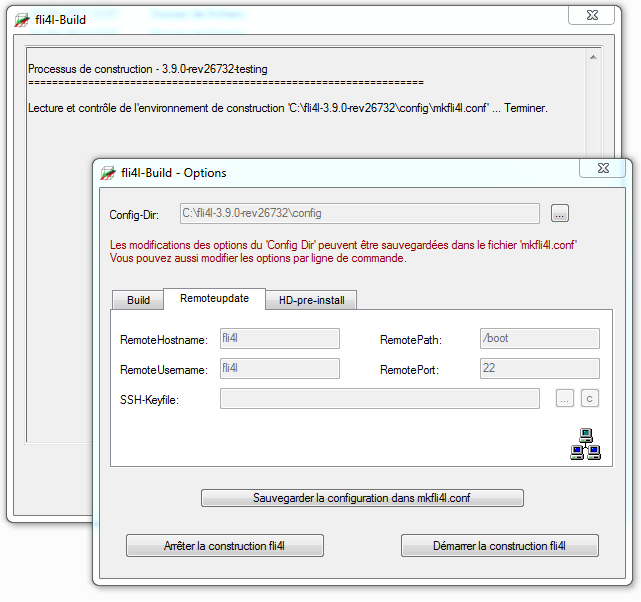 fli4l-Build
Processus de construction - 3.9.0-rev26732-testing
==================================================================
Lecture et contrôle de l'environnement de construction 'C:\fli4l-3.9.0-rev26732\config\mkfli4l.conf' ... Terminer.
fli4l-Build - Options
Config-Dir: C:\fli4l-3.9.0-rev26732\config ...
Les modifications des options du 'Config Dir' peuvent être sauvegardées dans le fichier 'mkfli4l.conf'
Vous pouvez aussi modifier les options par ligne de commande.
Build Remoteupdate HD-pre-install
RemoteHostname: fli4l RemotePath: /boot
RemoteUsername: fli4l RemotePort: 22
SSH-Keyfile: ... c
Sauvegarder la configuration dans mkfli4l.conf
Arrêter la construction fli4l Démarrer la construction fli4l